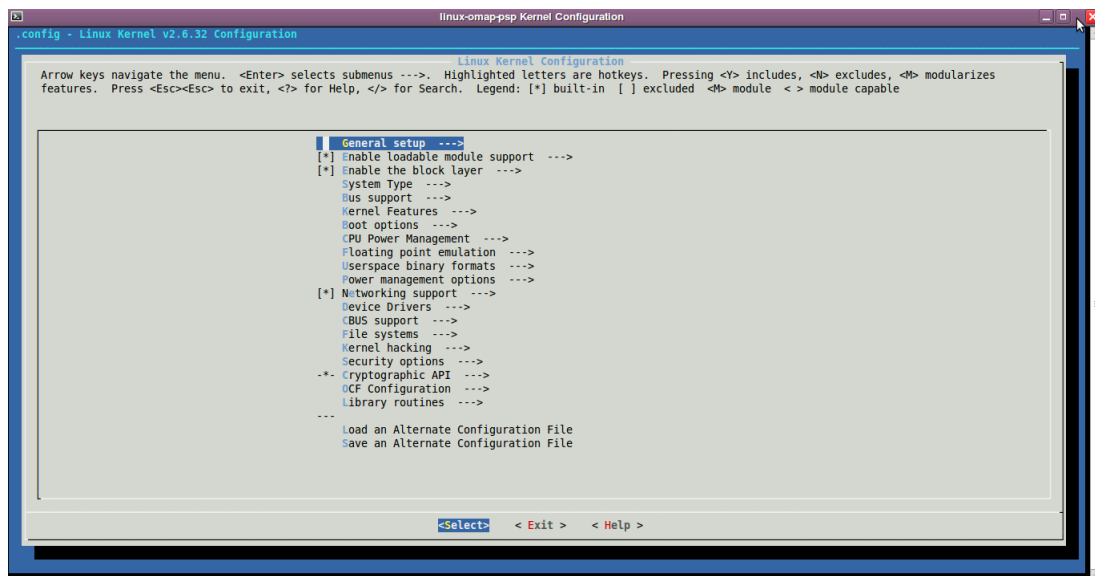 linux-omap-psp Kernel Configuration
.config - Linux Kernel v2.6.32 Configuration
Linux Kernel Configuration
Arrow keys navigate the menu.  <Enter> selects submenus --->.  Highlighted letters are hotkeys.  Pressing <Y> includes, <N> excludes, <M> modularizes
features.  Press <Esc><Esc> to exit, <?> for Help, </> for Search.  Legend: [*] built-in  [ ] excluded  <M> module  < > module capable
General setup  --->
[*] Enable loadable module support  --->
[*] Enable the block layer  --->
System Type  --->
Bus support  --->
Kernel Features  --->
Boot options  --->
CPU Power Management  --->
Floating point emulation  --->
Userspace binary formats  --->
Power management options  --->
[*] Networking support  --->
Device Drivers  --->
CBUS support  --->
File systems  --->
Kernel hacking  --->
Security options  --->
-*- Cryptographic API  --->
OCF Configuration  --->
Library routines  --->
---
Load an Alternate Configuration File
Save an Alternate Configuration File
<Select>    < Exit >    < Help >